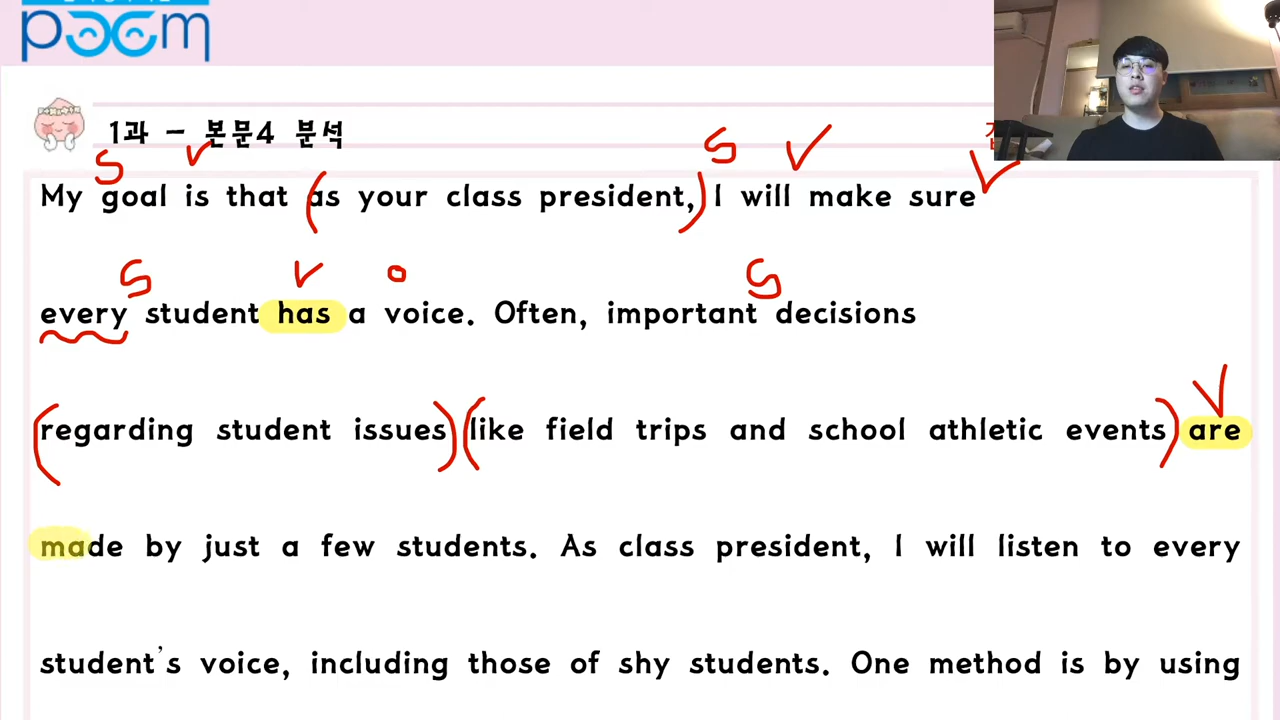 poem
1과 - 본문4 분석
S V S V
My goal is that (as your class president,) I will make sure
S V o S
every student has a voice. Often, important decisions
V
(regarding student issues) (like field trips and school athletic events) are
made by just a few students. As class president, I will listen to every
student's voice, including those of shy students. One method is by using